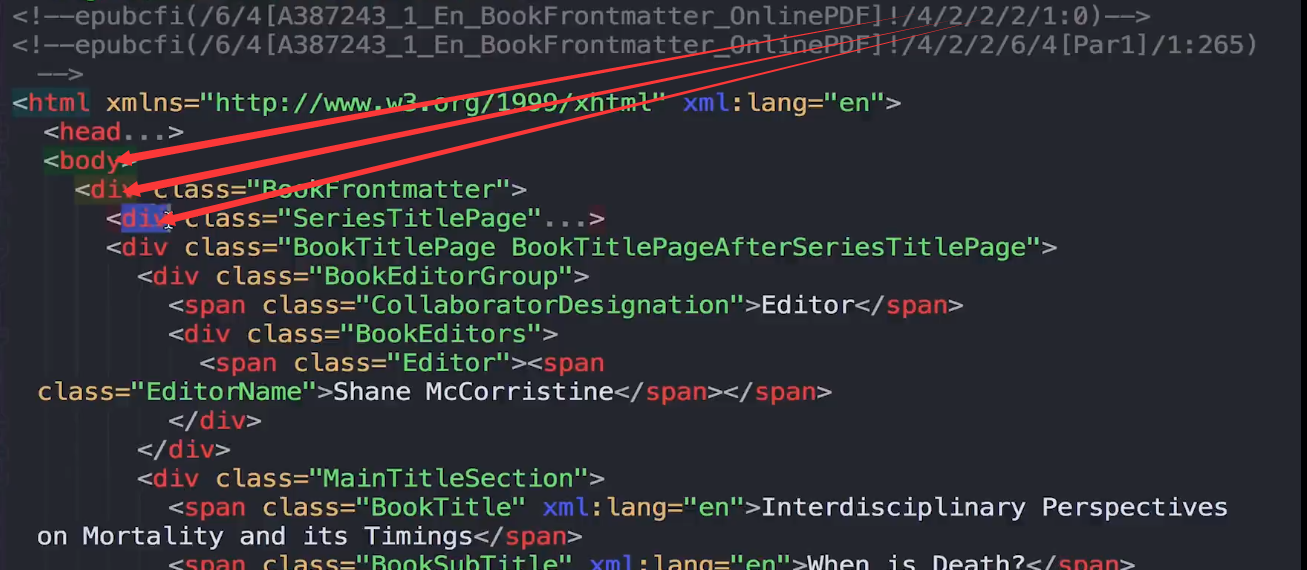 <!--epubcfi(/6/4[A387243_1_En_BookFrontmatter_OnlinePDF]!/4/2/2/2/1:0)-->
<!--epubcfi(/6/4[A387243_1_En_BookFrontmatter_OnlinePDF]!/4/2/2/6/4[Par1]/1:265)
-->
<html xmlns="http://www.w3.org/1999/xhtml" xml:lang="en">
<head...>
<body>
<div class="BookFrontmatter">
<div class="SeriesTitlePage"...>
<div class="BookTitlePage BookTitlePageAfterSeriesTitlePage">
<div class="BookEditorGroup">
<span class="CollaboratorDesignation">Editor</span>
<div class="BookEditors">
<span class="Editor"><span
class="EditorName">Shane McCorristine</span></span>
</div>
</div>
<div class="MainTitleSection">
<span class="BookTitle" xml:lang="en">Interdisciplinary Perspectives
on Mortality and its Timings</span>
<span class="BookSubTitle" xml:lang="en">When is Death?</span>